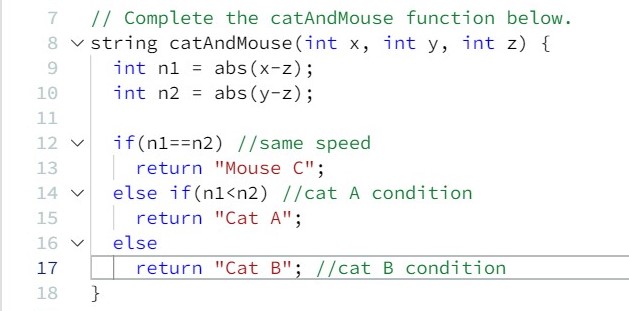 7 // Complete the catAndMouse function below.
8 string catAndMouse(int x, int y, int z) {
9 int n1 = abs(x-z);
10 int n2 = abs(y-z);
11
12 if(n1==n2) //same speed
13 return "Mouse C";
14 else if(n1<n2) //cat A condition
15 return "Cat A";
16 else
17 return "Cat B"; //cat B condition
18 }